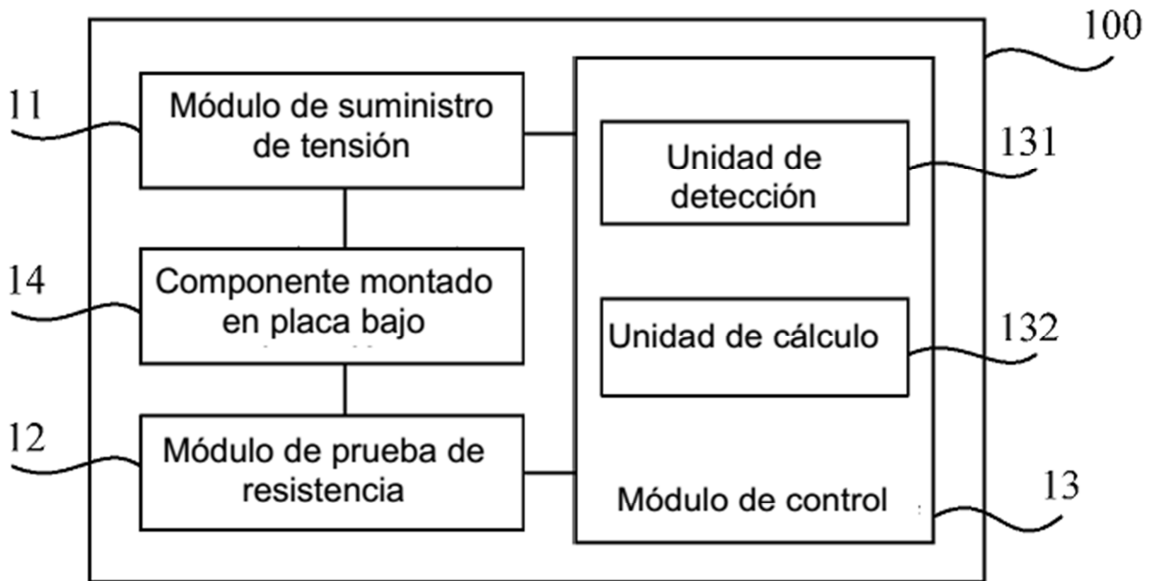 100
11
Módulo de suministro
de tensión
131
Unidad de
detección
14
Componente montado
en placa bajo
132
Unidad de cálculo
12
Módulo de prueba de
resistencia
Módulo de control
13